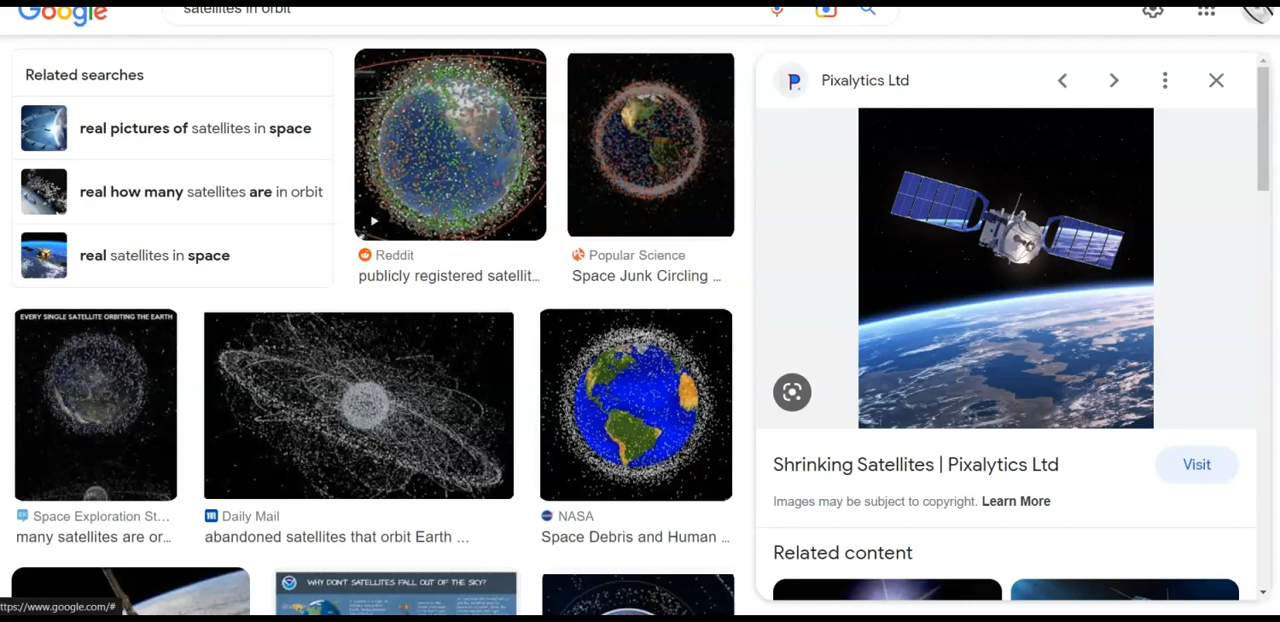 Google
satellites in orbit
Related searches
real pictures of satellites in space
real how many satellites are in orbit
real satellites in space
Reddit
publicly registered satellit...
Popular Science
Space Junk Circling ...
Pixalytics Ltd
EVERY SINGLE SATELLITE ORBITING THE EARTH
Space Exploration St...
many satellites are or...
Daily Mail
abandoned satellites that orbit Earth ...
NASA
Space Debris and Human ...
Shrinking Satellites | Pixalytics Ltd
Visit
Images may be subject to copyright. Learn More
Related content
WHY DON'T SATELLITES FALL OUT OF THE SKY?
ttps://www.google.com/#